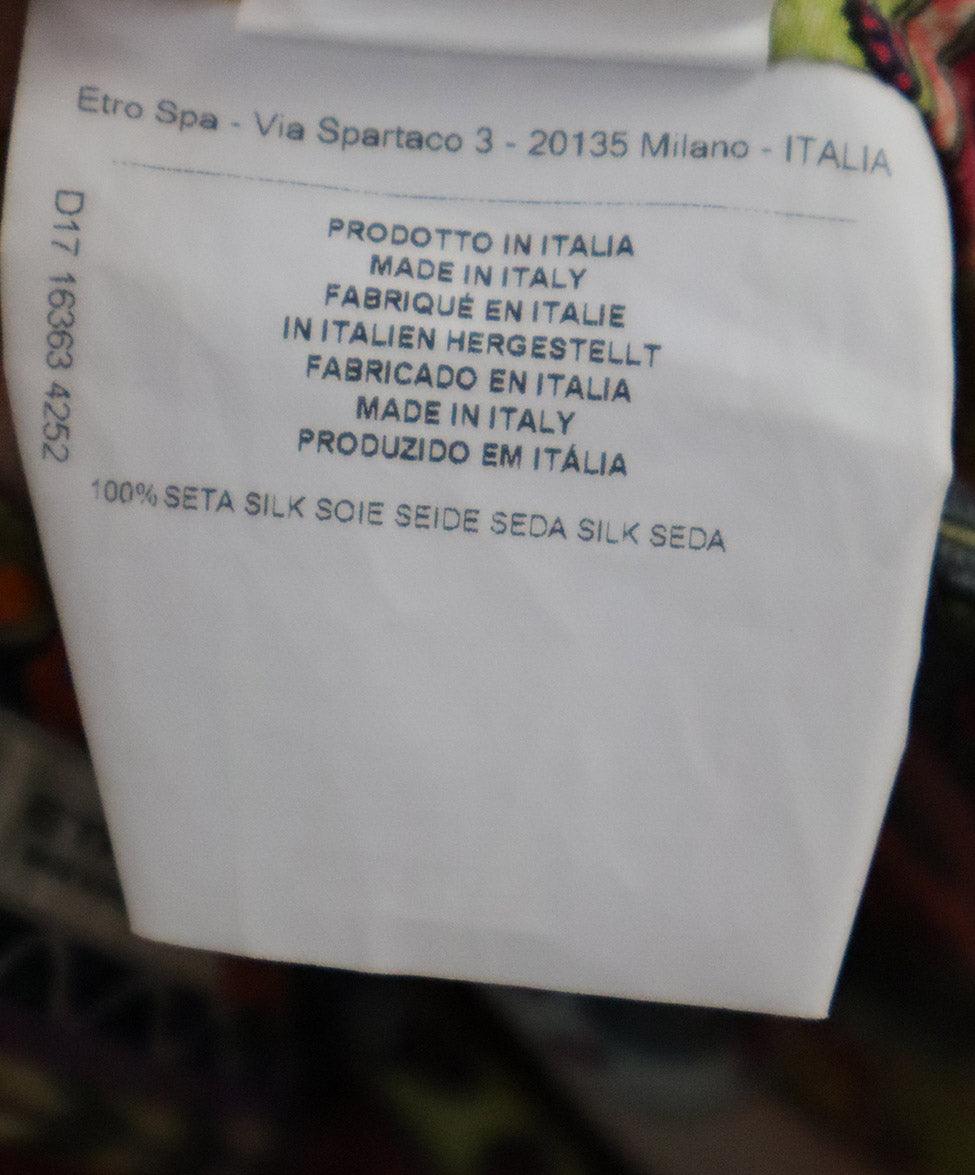 Etro Spa - Via Spartaco 3 - 20135 Milano - ITALIA
D17 16363 4252
PRODOTTO IN ITALIA
MADE IN ITALY
FABRIQUÉ EN ITALIE
IN ITALIEN HERGESTELLT
FABRICADO EN ITALIA
MADE IN ITALY
PRODUZIDO EM ITÁLIA
100% SETA SILK SOIE SEIDE SEDA SILK SEDA